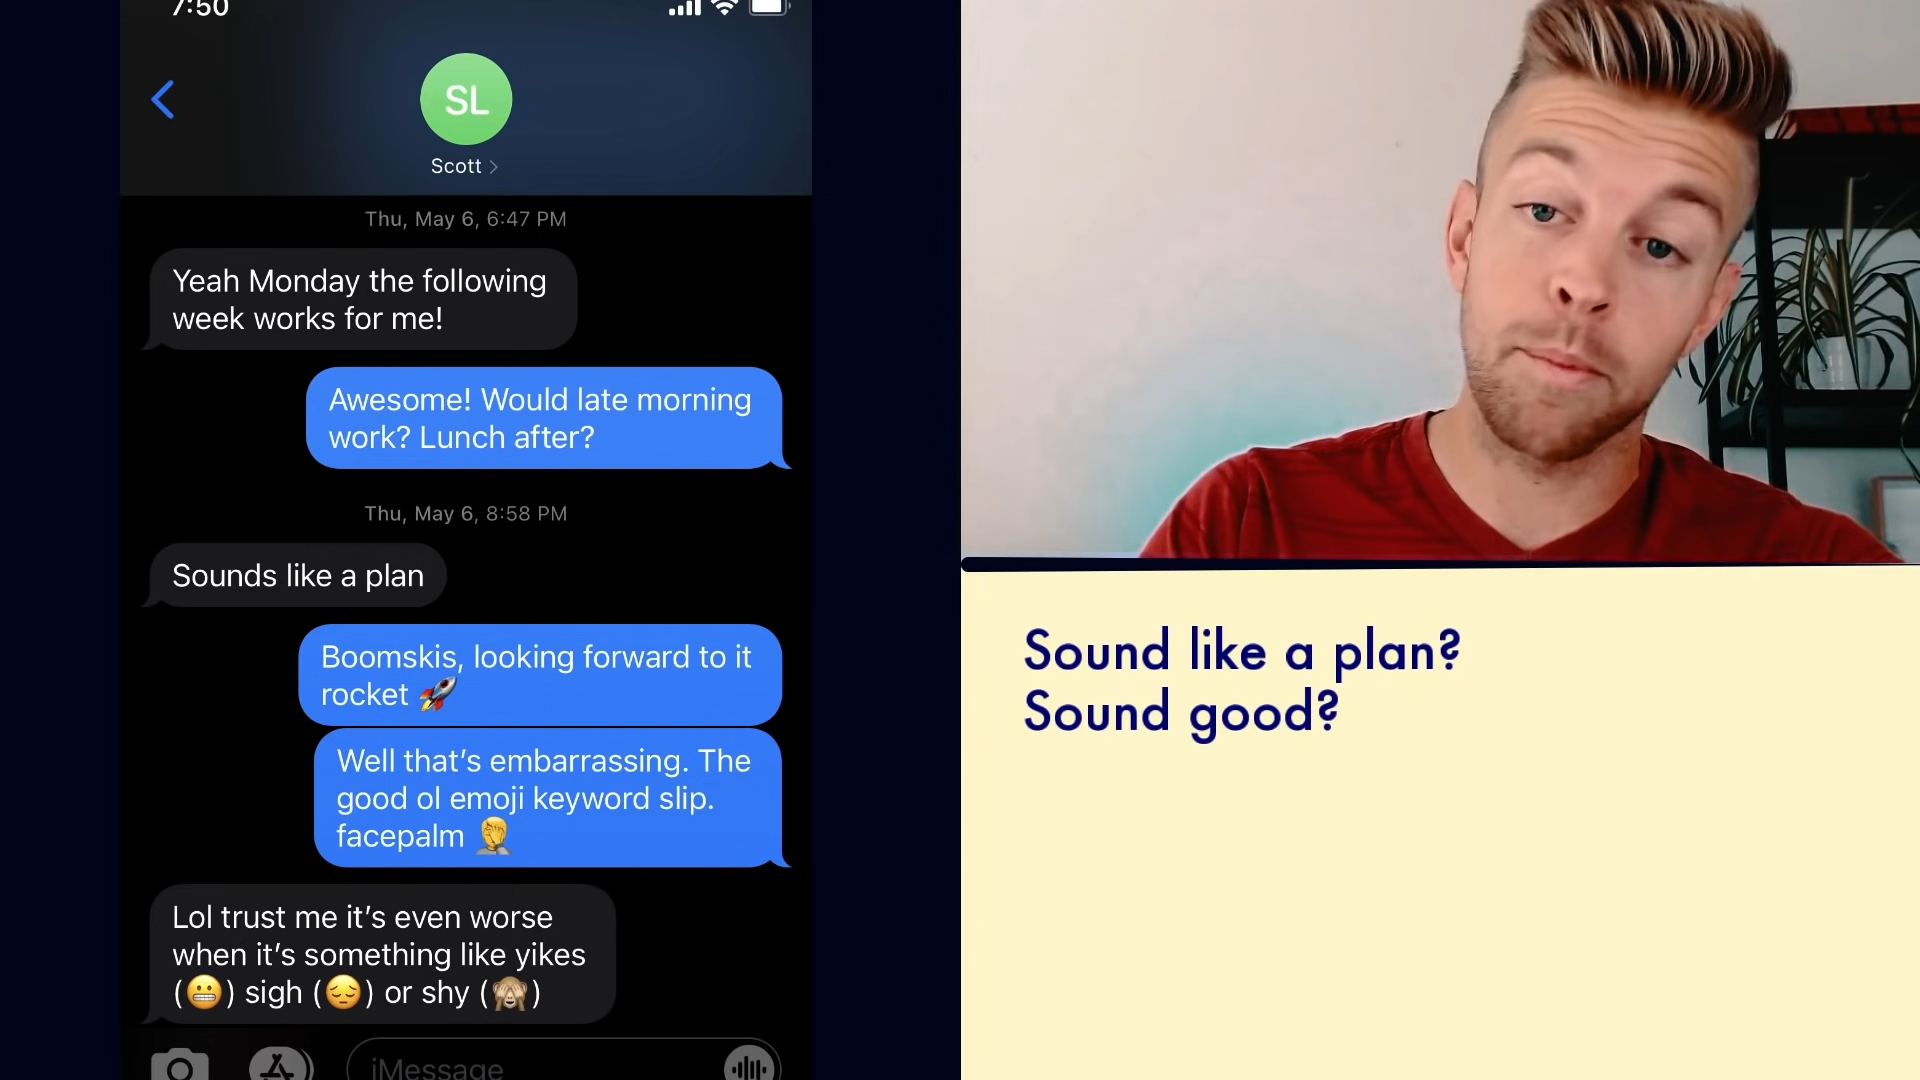 7:50
SL
Scott
Thu, May 6, 6:47 PM
Yeah Monday the following
week works for me!
Awesome! Would late morning
work? Lunch after?
Thu, May 6, 8:58 PM
Sounds like a plan
Boomskis, looking forward to it
rocket 🚀
Well that’s embarrassing. The
good ol emoji keyword slip.
facepalm 🤦
Lol trust me it’s even worse
when it’s something like yikes
(😬) sigh (😔) or shy (🙈)
iMessage
Sound like a plan?
Sound good?